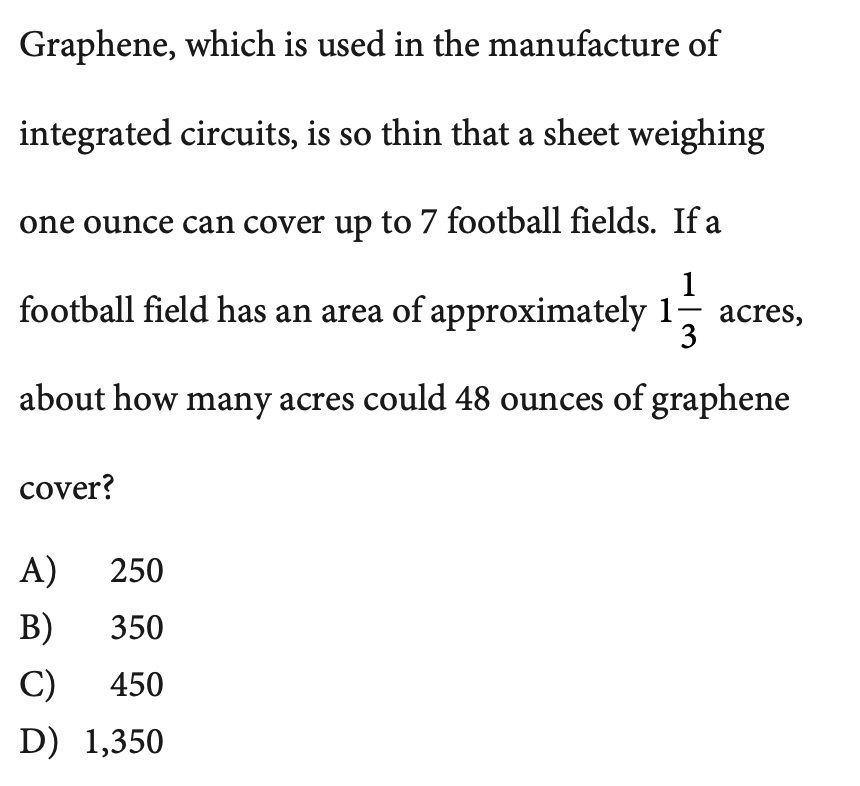 Graphene, which is used in the manufacture of
integrated circuits, is so thin that a sheet weighing
one ounce can cover up to 7 football fields. If a
football field has an area of approximately 1 1/3 acres,
about how many acres could 48 ounces of graphene
cover?
A) 250
B) 350
C) 450
D) 1,350